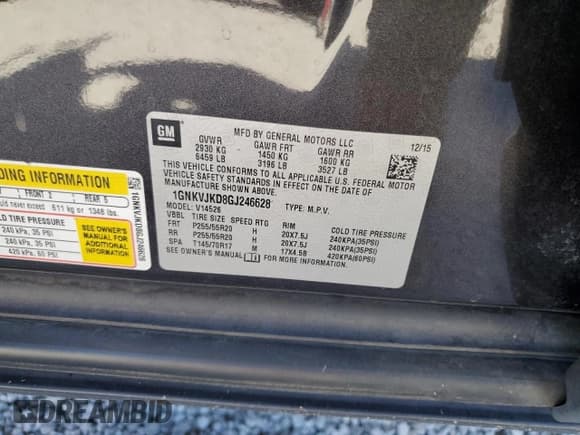 GM
MFD BY GENERAL MOTORS LLC
12/15
GVWR GAWR FRT GAWR RR
2930 KG 1450 KG 1600 KG
6459 LB 3196 LB 3527 LB
THIS VEHICLE CONFORMS TO ALL APPLICABLE U.S. FEDERAL MOTOR
VEHICLE SAFETY STANDARDS IN EFFECT ON THE DATE OF
MANUFACTURE SHOWN ABOVE.
1GNKVJKD8GJ246628 TYPE: M.P.V.
MODEL: V14526
VBBL TIRE SIZE SPEED RTG RIM COLD TIRE PRESSURE
FRT P255/55R20 H 20X7.5J 240KPA(35PSI)
RR P255/55R20 H 20X7.5J 240KPA(35PSI)
SPA T145/70R17 M 17X4.5B 420KPA(60PSI)
SEE OWNER'S MANUAL FOR MORE INFORMATION.
DING INFORMATION
FRONT 2 REAR 5
ould never exceed 611 kg or 1348 lbs.
LD TIRE PRESSURE
240 kPA, 35 PSI
240 kPA, 35 PSI
420 kPA, 60 PSI
SEE OWNER'S
MANUAL FOR
ADDITIONAL
INFORMATION
1GNKVJKD8GJ246628
DREAMBID